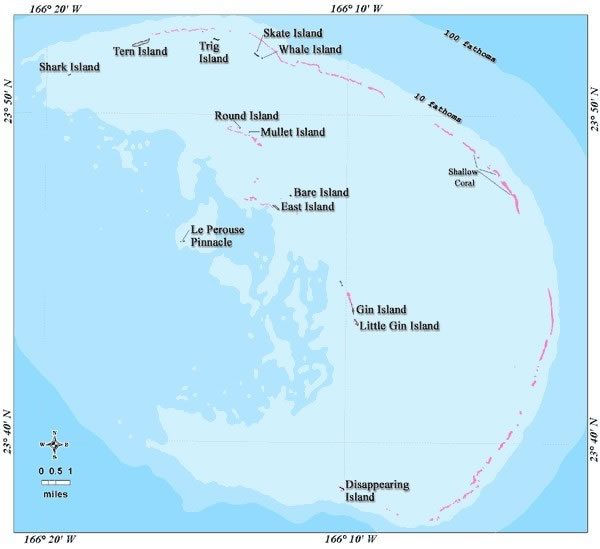 166° 20' W
166° 10' W
100 fathoms
Skate Island
Tern Island
Trig
Island
Whale Island
Shark Island
23° 50' N
23° 50' N
10 fathoms
Round Island
Mullet Island
Shallow
Coral
Bare Island
East Island
Le Perouse
Pinnacle
Gin Island
Little Gin Island
23° 40' N
23° 40' N
N
W E
S
0 0.5 1
miles
Disappearing
Island
166° 20' W
166° 10' W